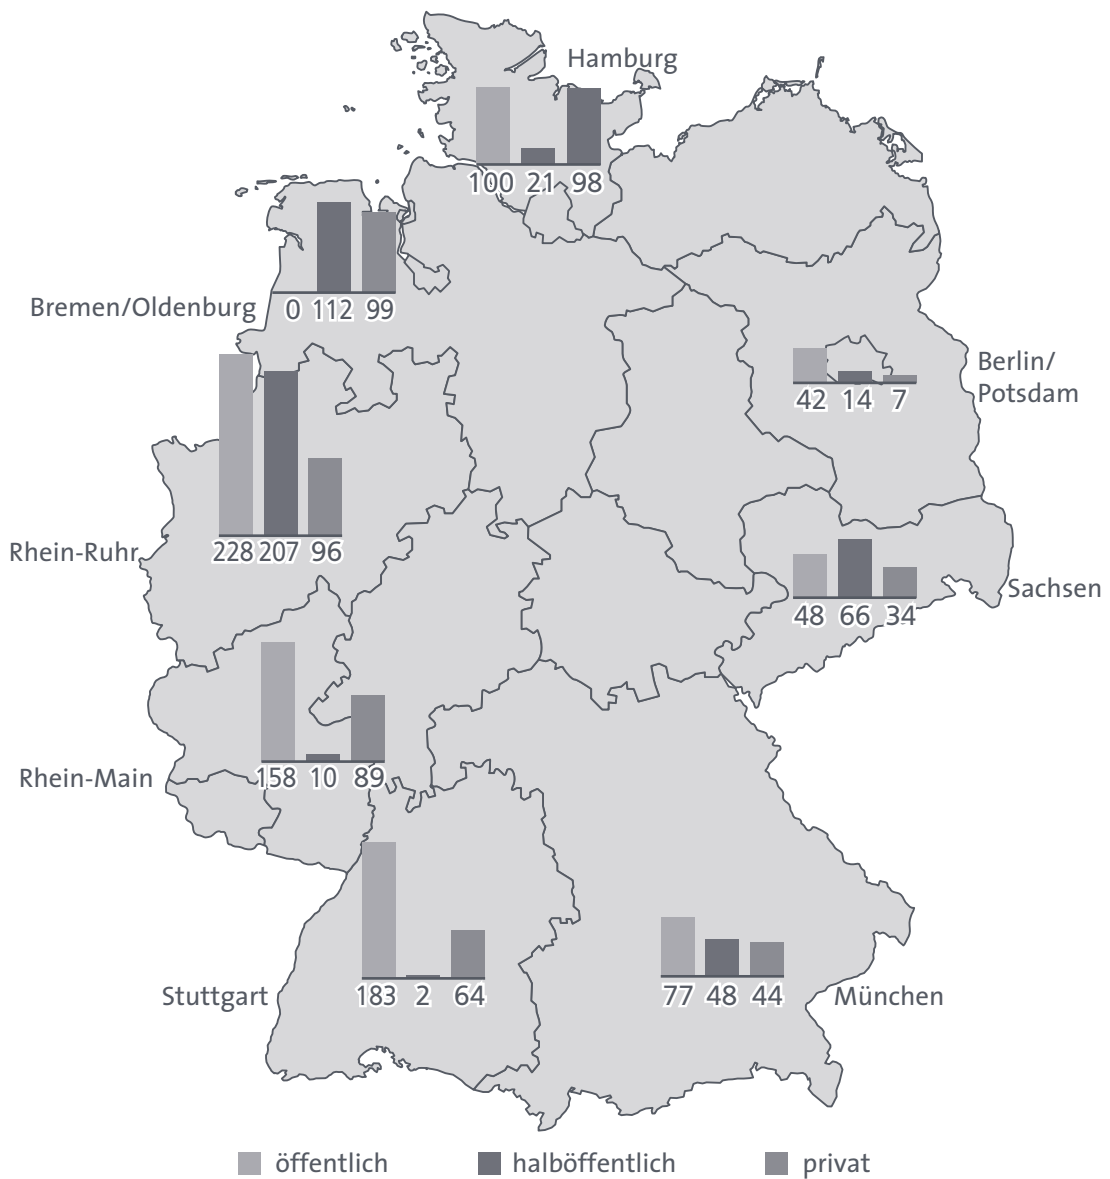 Hamburg
100 21 98
Bremen/Oldenburg
0 112 99
Berlin/
Potsdam
42 14 7
Rhein-Ruhr
228 207 96
Sachsen
48 66 34
Rhein-Main
158 10 89
Stuttgart
183 2 64
77 48 44
München
öffentlich halböffentlich privat